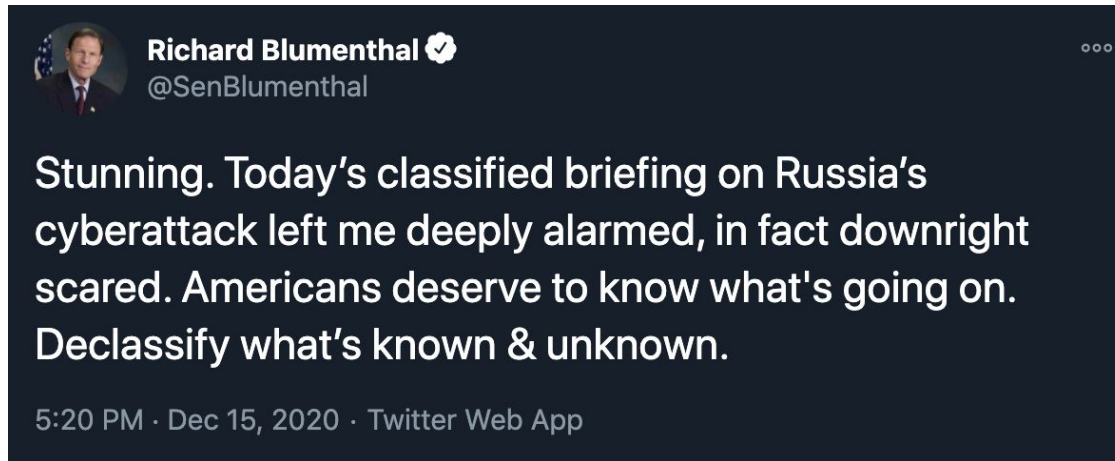 Richard Blumenthal
@SenBlumenthal
Stunning. Today’s classified briefing on Russia’s
cyberattack left me deeply alarmed, in fact downright
scared. Americans deserve to know what's going on.
Declassify what’s known & unknown.
5:20 PM · Dec 15, 2020 · Twitter Web App